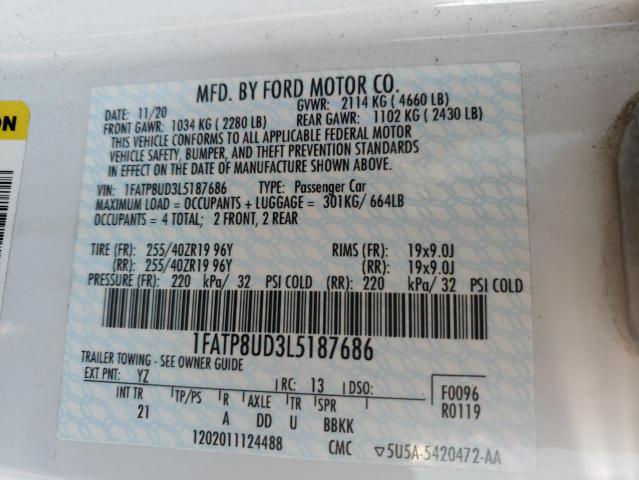 ON
MFD. BY FORD MOTOR CO.
DATE: 11/20 GVWR: 2114 KG ( 4660 LB)
FRONT GAWR: 1034 KG ( 2280 LB) REAR GAWR: 1102 KG ( 2430 LB)
THIS VEHICLE CONFORMS TO ALL APPLICABLE FEDERAL MOTOR
VEHICLE SAFETY, BUMPER, AND THEFT PREVENTION STANDARDS
IN EFFECT ON THE DATE OF MANUFACTURE SHOWN ABOVE.
VIN: 1FATP8UD3L5187686 TYPE: Passenger Car
MAXIMUM LOAD = OCCUPANTS + LUGGAGE = 301KG/ 664LB
OCCUPANTS = 4 TOTAL; 2 FRONT, 2 REAR
TIRE (FR): 255/40ZR19 96Y RIMS (FR): 19x9.0J
(RR): 255/40ZR19 96Y (RR): 19x9.0J
PRESSURE (FR): 220 kPa/ 32 PSI COLD (RR): 220 kPa/ 32 PSI COLD
1FATP8UD3L5187686
TRAILER TOWING - SEE OWNER GUIDE
EXT PNT: YZ RC: 13 DSO: F0096
INT TR TP/PS R AXLE TR SPR R0119
21 A DD U BBKK
1202011124488 CMC ▽5U5A-5420472-AA